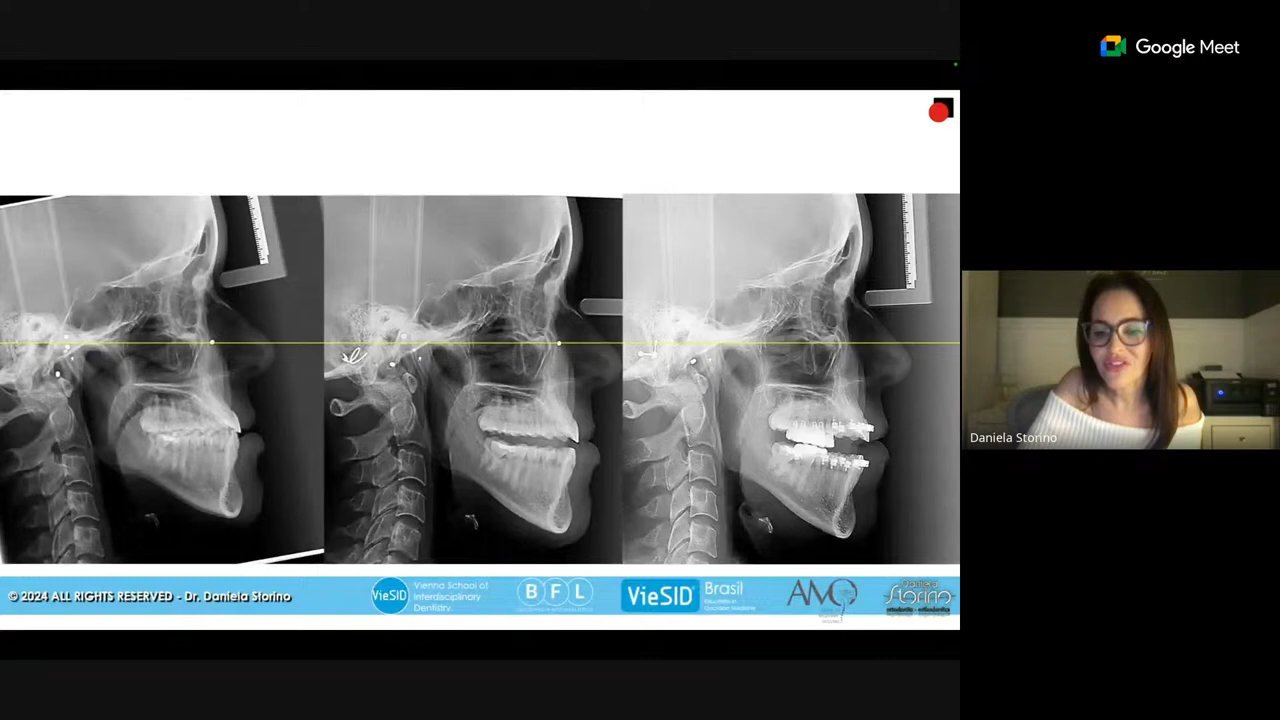 Google Meet
Daniela Storino
© 2024 ALL RIGHTS RESERVED - Dr. Daniela Storino
VieSID
Vienna School of
Interdisciplinary
Dentistry
B F L
VieSID
Brasil
AMO
Daniela
Storino